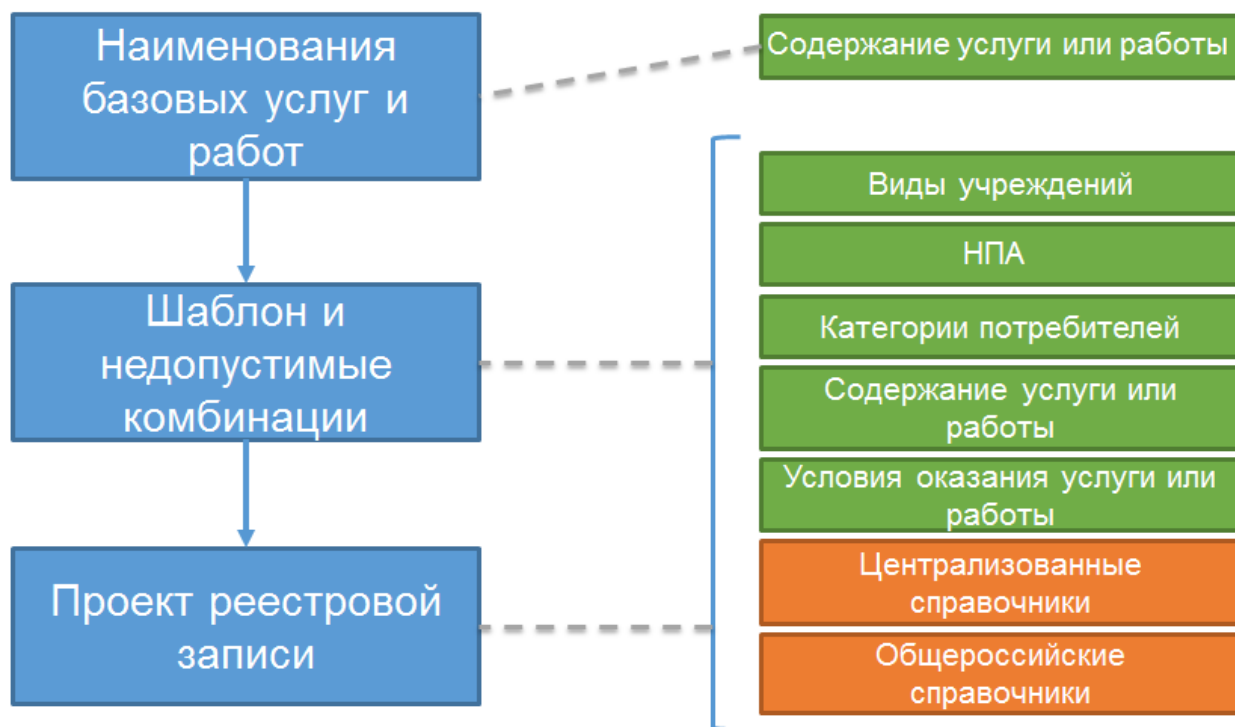 Наименования
базовых услуг и
работ
Содержание услуги или работы
Виды учреждений
НПА
Шаблон и
недопустимые
комбинации
Категории потребителей
Содержание услуги или
работы
Условия оказания услуги или
работы
Проект реестровой
записи
Централизованные
справочники
Общероссийские
справочники